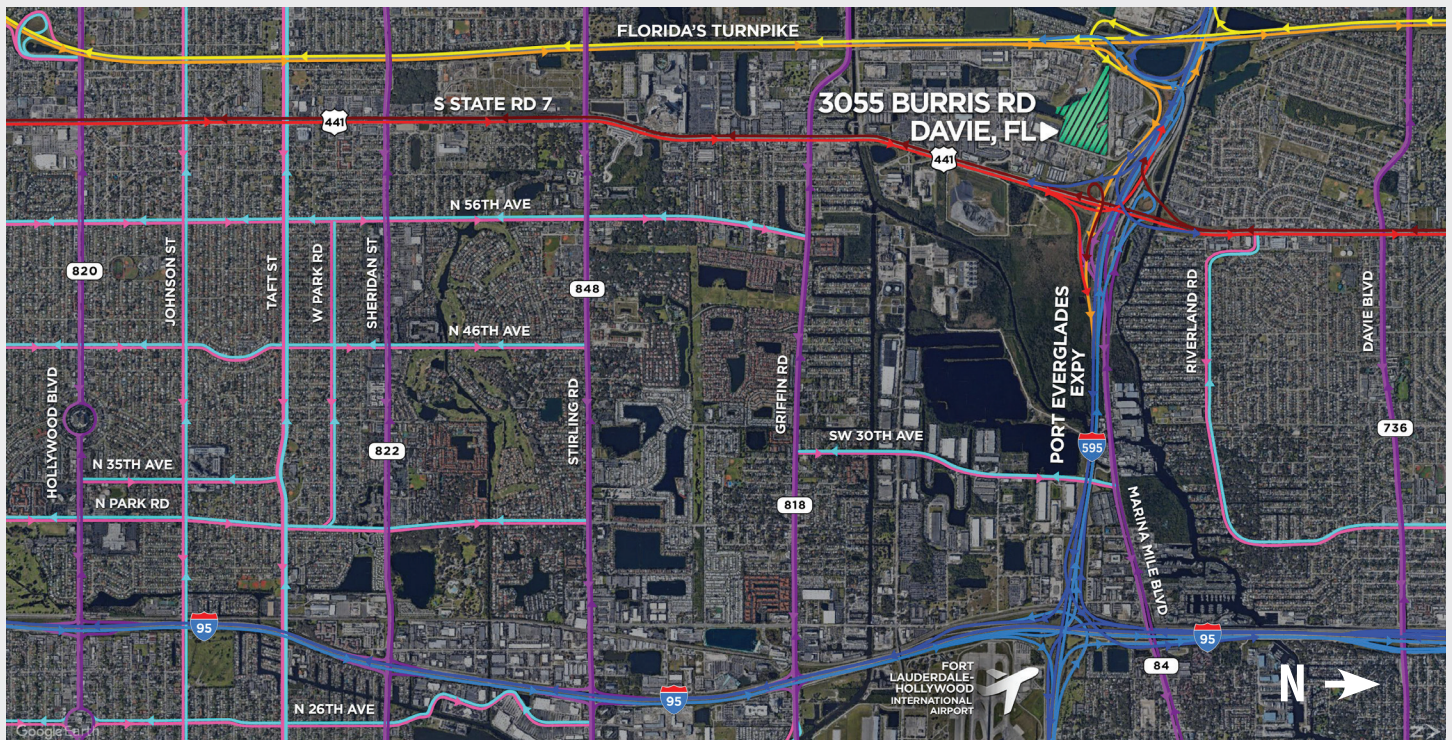 FLORIDA'S TURNPIKE
S STATE RD 7
3055 BURRIS RD
DAVIE, FL
441
441
N 56TH AVE
820
JOHNSON ST
TAFT ST
W PARK RD
SHERIDAN ST
848
N 46TH AVE
HOLLYWOOD BLVD
STIRLING RD
GRIFFIN RD
PORT EVERGLADES
EXPY
RIVERLAND RD
DAVIE BLVD
822
SW 30TH AVE
595
736
N 35TH AVE
N PARK RD
818
MARINA MILE BLVD
95
95
84
FORT
LAUDERDALE-
HOLLYWOOD
INTERNATIONAL
AIRPORT
N
95
N 26TH AVE
Google Earth